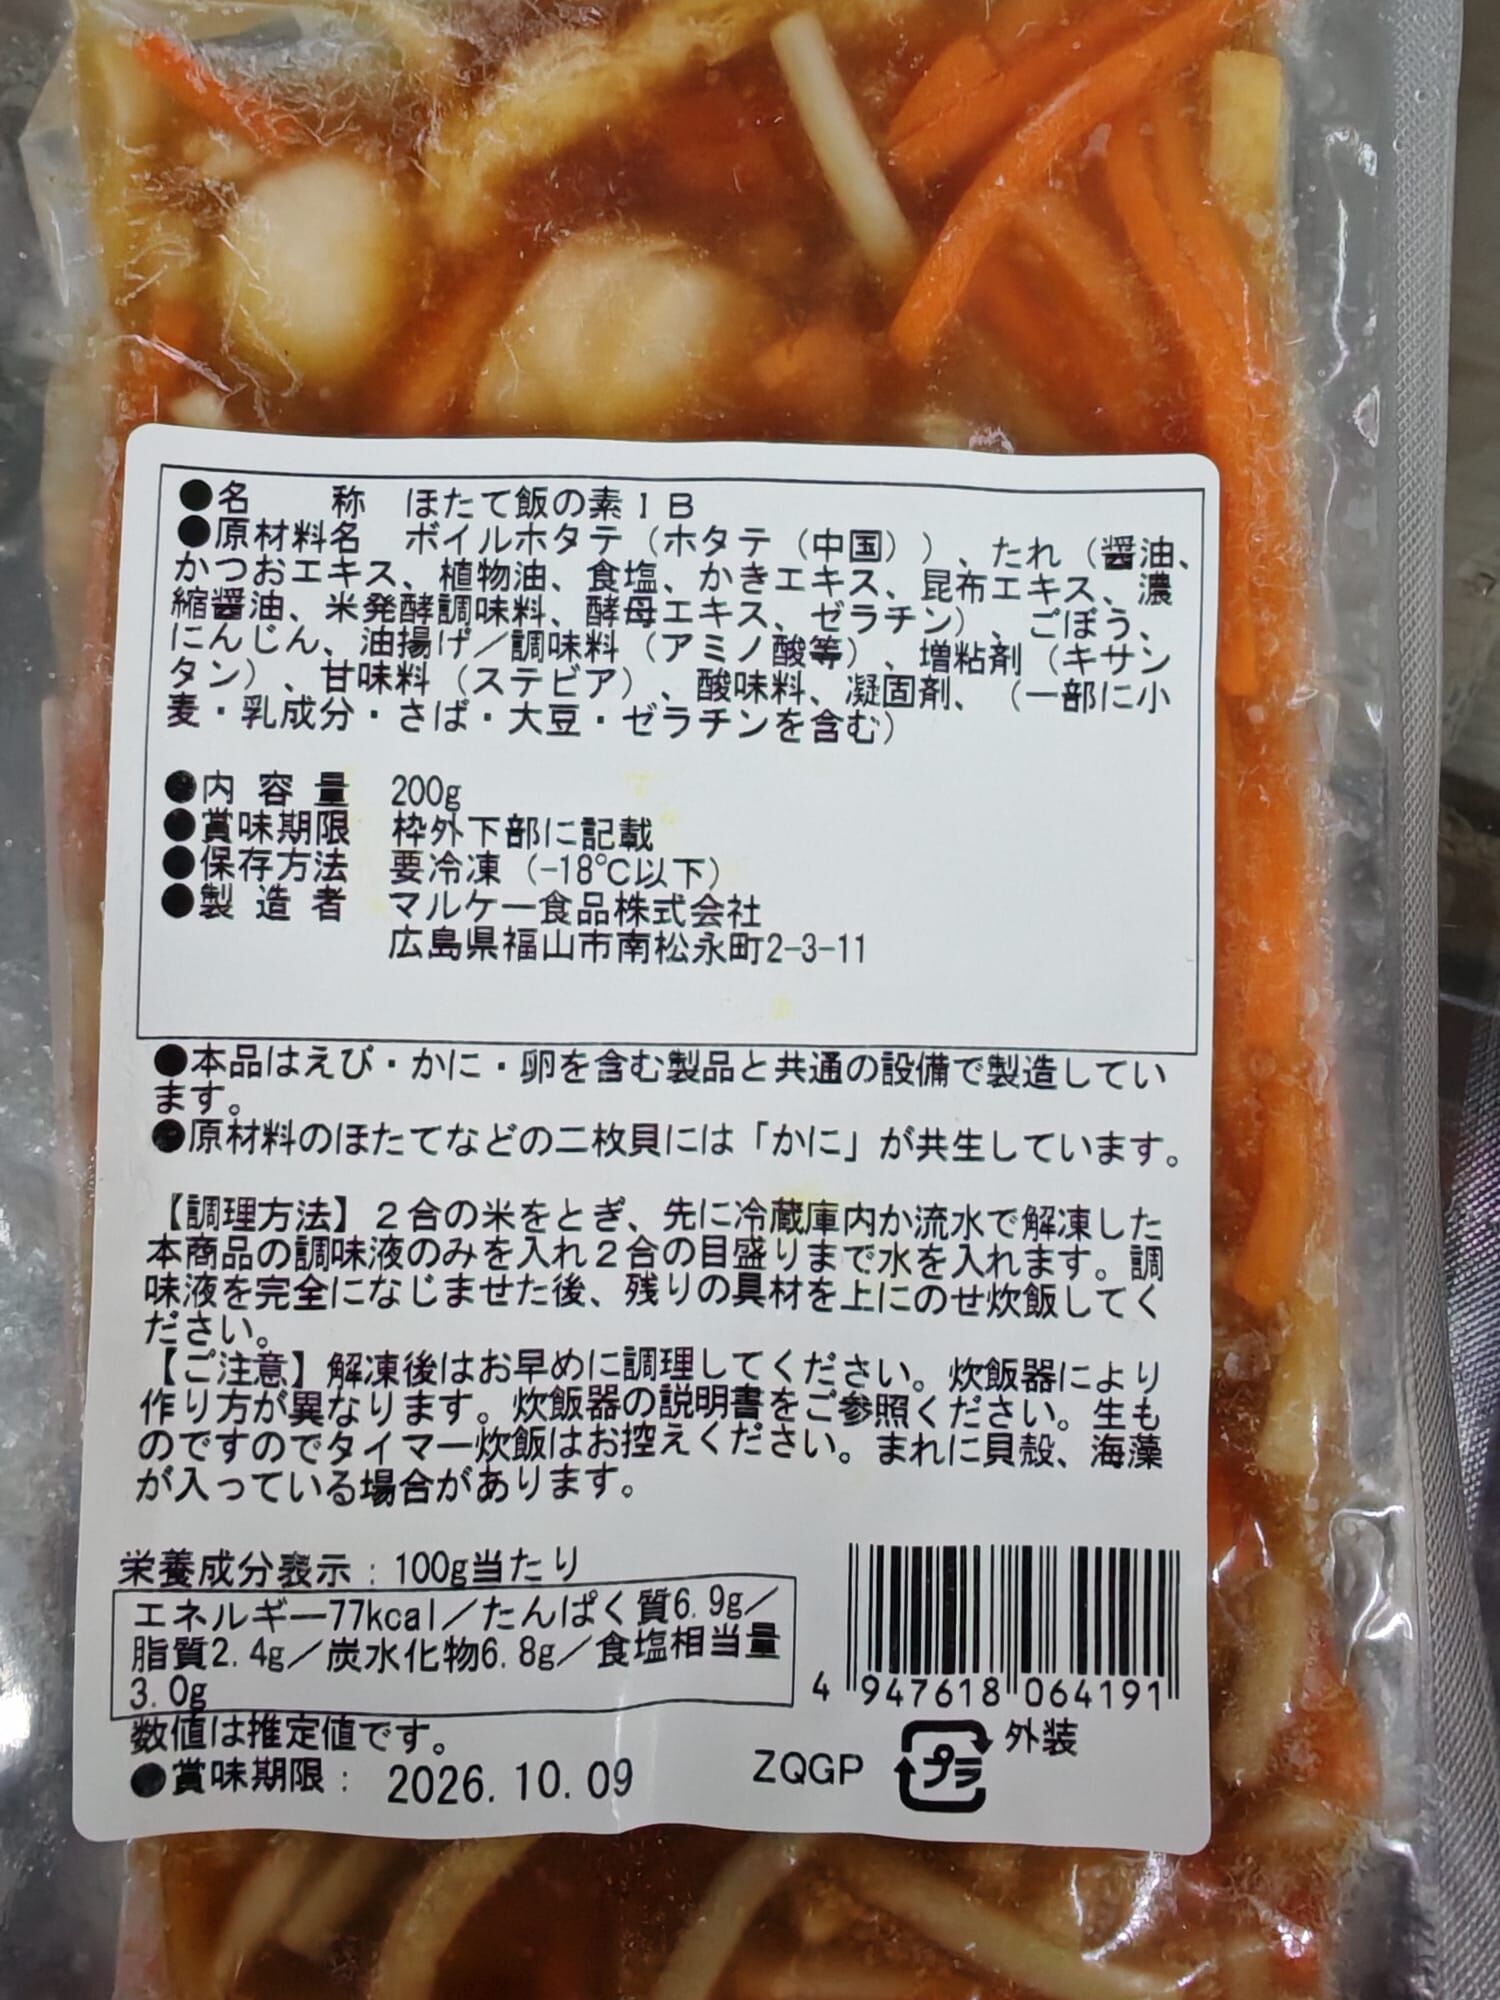 ●名　　称　ほたて飯の素ＩＢ
●原材料名　ボイルホタテ（ホタテ（中国））、たれ（醤油、
かつおエキス、植物油、食塩、かきエキス、昆布エキス、濃
縮醤油、米発酵調味料、酵母エキス、ゼラチン）、ごぼう、
にんじん、油揚げ／調味料（アミノ酸等）、増粘剤（キサン
タン）、甘味料（ステビア）、酸味料、凝固剤、（一部に小
麦・乳成分・さば・大豆・ゼラチンを含む）
●内 容 量　200g
●賞味期限　枠外下部に記載
●保存方法　要冷凍（-18℃以下）
●製 造 者　マルケー食品株式会社
広島県福山市南松永町2-3-11
●本品はえび・かに・卵を含む製品と共通の設備で製造してい
ます。
●原材料のほたてなどの二枚貝には「かに」が共生しています。
【調理方法】２合の米をとぎ、先に冷蔵庫内か流水で解凍した
本商品の調味液のみを入れ２合の目盛りまで水を入れます。調
味液を完全になじませた後、残りの具材を上にのせ炊飯してく
ださい。
【ご注意】解凍後はお早めに調理してください。炊飯器により
作り方が異なります。炊飯器の説明書をご参照ください。生も
のですのでタイマー炊飯はお控えください。まれに貝殻、海藻
が入っている場合があります。
栄養成分表示：100g当たり
エネルギー77kcal／たんぱく質6.9g／
脂質2.4g／炭水化物6.8g／食塩相当量
3.0g
4 947618 064191
数値は推定値です。
●賞味期限： 2026.10.09
ZQGP プラ 外装